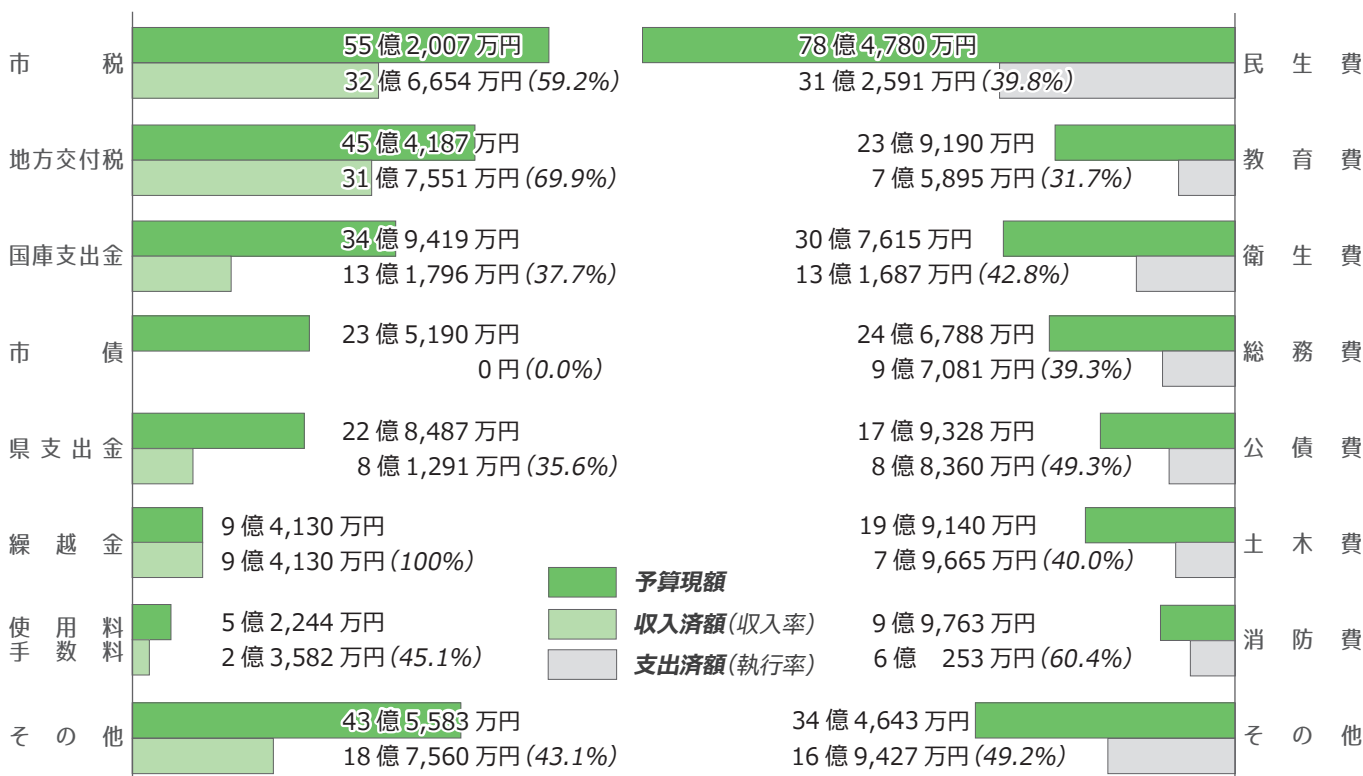 市税
55億2,007万円
32億6,654万円(59.2%)
地方交付税
45億4,187万円
31億7,551万円(69.9%)
国庫支出金
34億9,419万円
13億1,796万円(37.7%)
市債
23億5,190万円
0円(0.0%)
県支出金
22億8,487万円
8億1,291万円(35.6%)
繰越金
9億4,130万円
9億4,130万円(100%)
使用料
手数料
5億2,244万円
2億3,582万円(45.1%)
その他
43億5,583万円
18億7,560万円(43.1%)
予算現額
収入済額(収入率)
支出済額(執行率)
78億4,780万円
31億2,591万円(39.8%)
民生費
23億9,190万円
7億5,895万円(31.7%)
教育費
30億7,615万円
13億1,687万円(42.8%)
衛生費
24億6,788万円
9億7,081万円(39.3%)
総務費
17億9,328万円
8億8,360万円(49.3%)
公債費
19億9,140万円
7億9,665万円(40.0%)
土木費
9億9,763万円
6億 253万円(60.4%)
消防費
34億4,643万円
16億9,427万円(49.2%)
その他